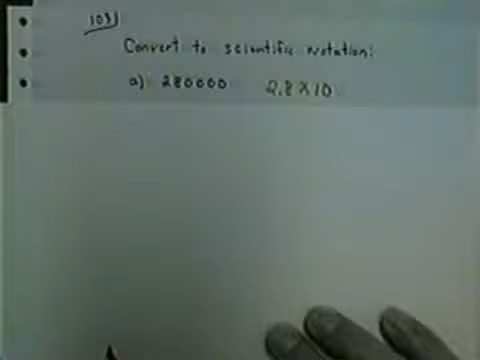 103)
Convert to scientific notation:
a) 280000 2.8 X 10